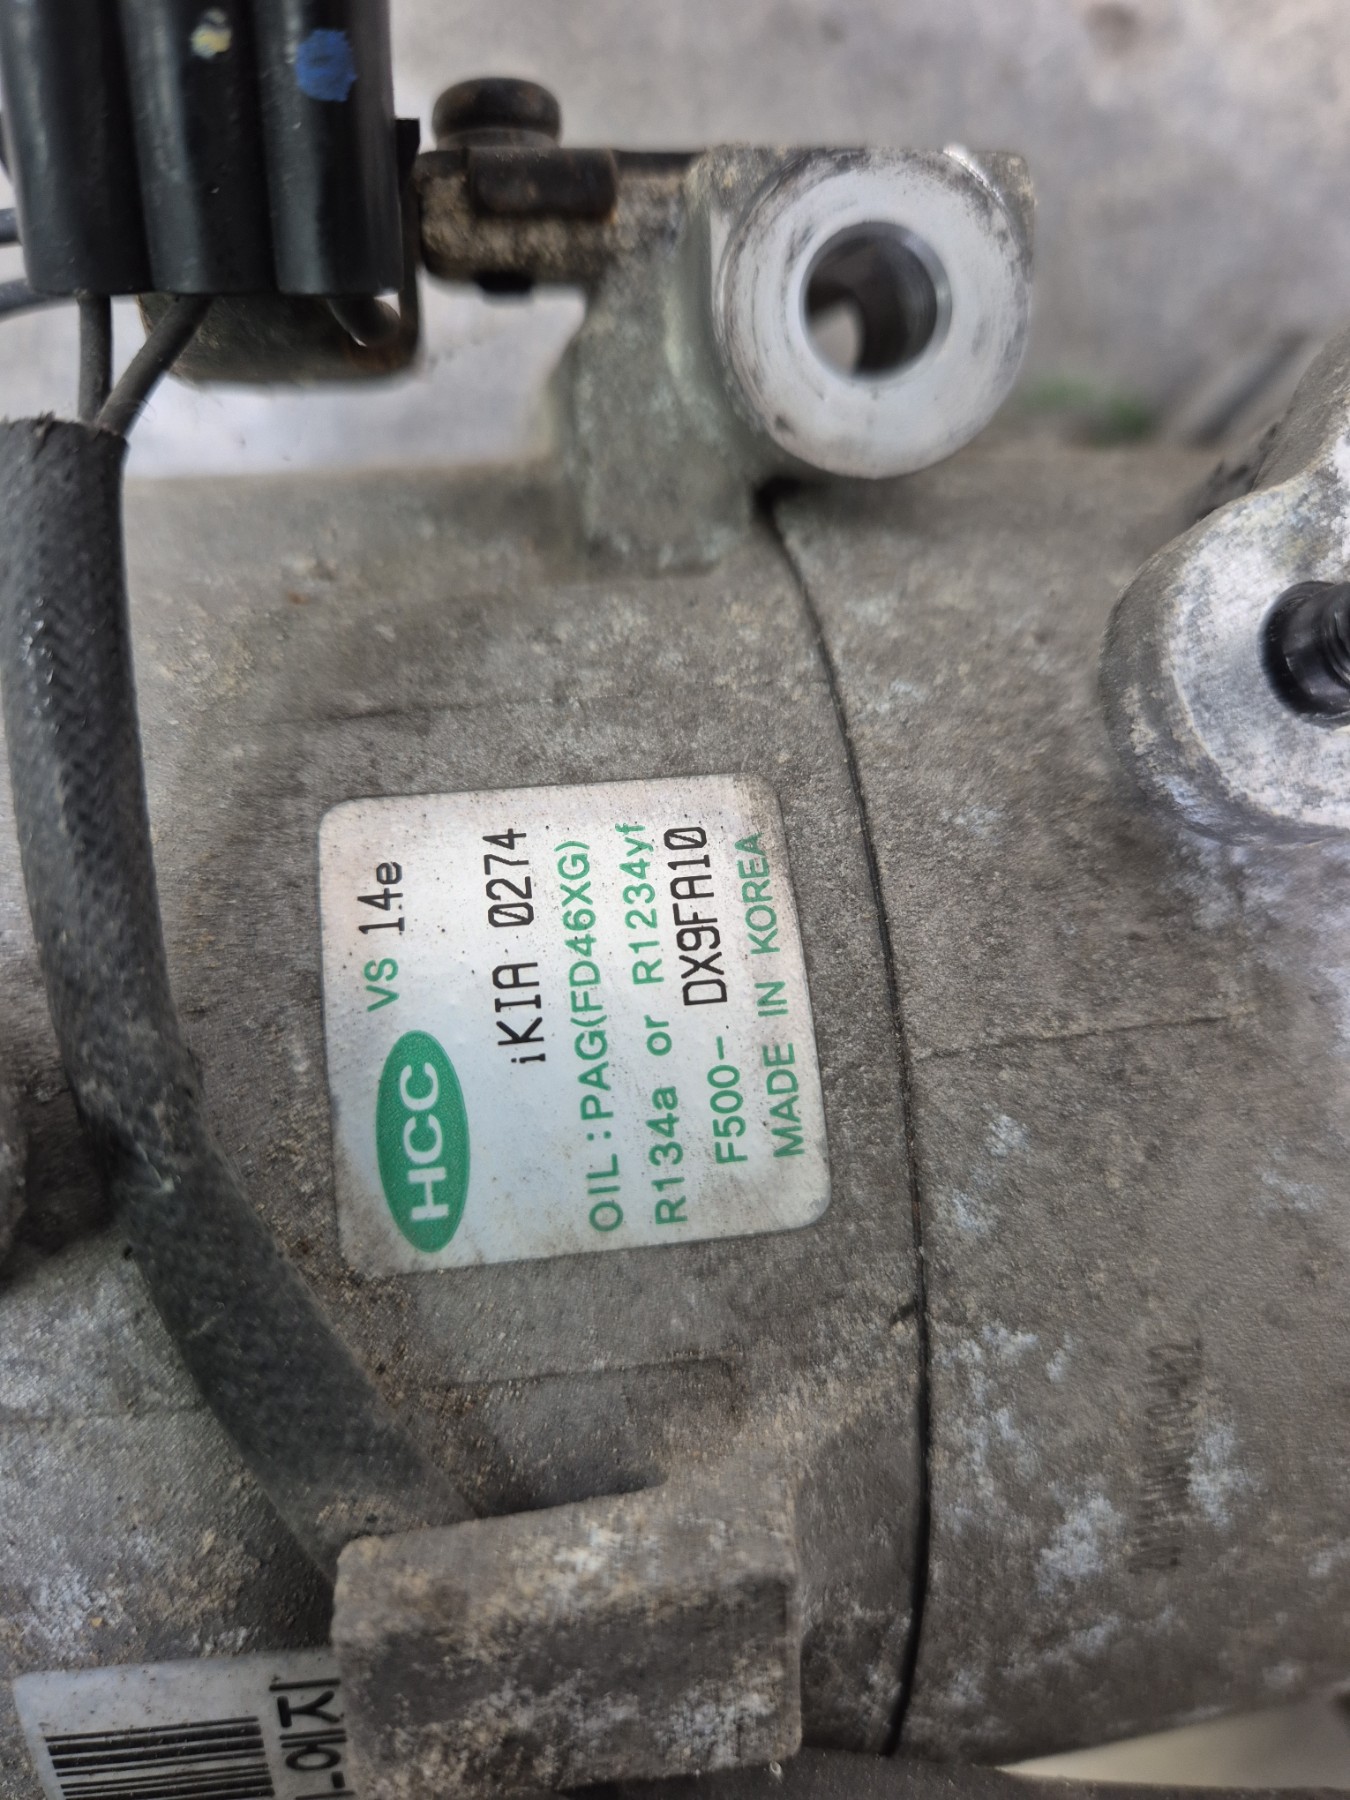 HCC VS 14e
iKIA 0274
OIL : PAG(FD46XG)
R134a or R1234yf
F500- DX9FA10
MADE IN KOREA